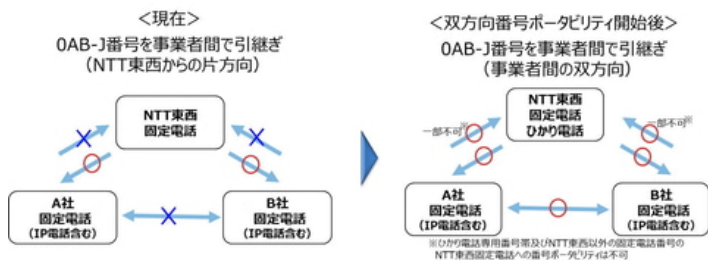 <現在>
0AB-J番号を事業者間で引継ぎ
(NTT東西からの片方向)
NTT東西
固定電話
A社
固定電話
(IP電話含む)
B社
固定電話
(IP電話含む)
<双方向番号ポータビリティ開始後>
0AB-J番号を事業者間で引継ぎ
(事業者間の双方向)
NTT東西
固定電話
ひかり電話
一部不可※
一部不可※
A社
固定電話
(IP電話含む)
B社
固定電話
(IP電話含む)
※ひかり電話専用番号帯及びNTT東西以外の固定電話番号の
NTT東西固定電話への番号ポータビリティは不可